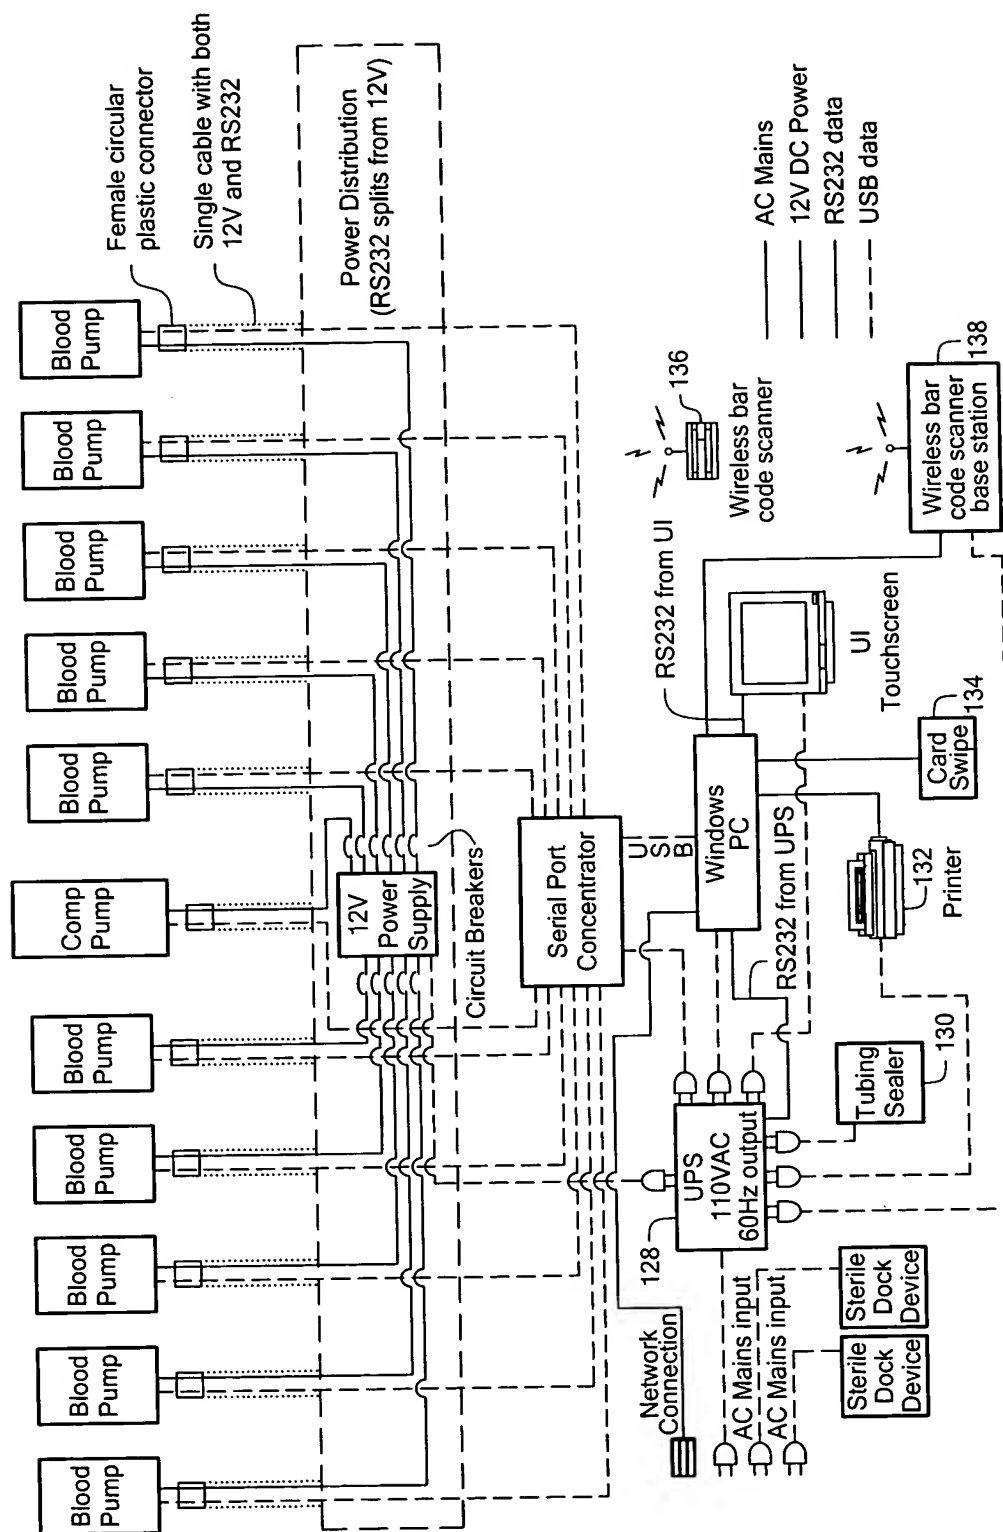 Blood
Pump
Blood
Pump
Blood
Pump
Blood
Pump
Blood
Pump
Comp
Pump
Blood
Pump
Blood
Pump
Blood
Pump
Blood
Pump
Blood
Pump
Female circular
plastic connector
Single cable with both
12V and RS232
Power Distribution
(RS232 splits from 12V)
12V
Power
Supply
Circuit Breakers
Serial Port
Concentrator
USB
AC Mains
12V DC Power
RS232 data
USB data
Network
Connection
UPS
110VAC
60Hz output
128
Windows
PC
RS232 from UI
RS232 from UPS
136
Wireless bar
code scanner
UI
Touchscreen
138
Wireless bar
code scanner
base station
AC Mains input
AC Mains input
Sterile
Dock
Device
Sterile
Dock
Device
Tubing
Sealer
130
132
Printer
Card
Swipe
134